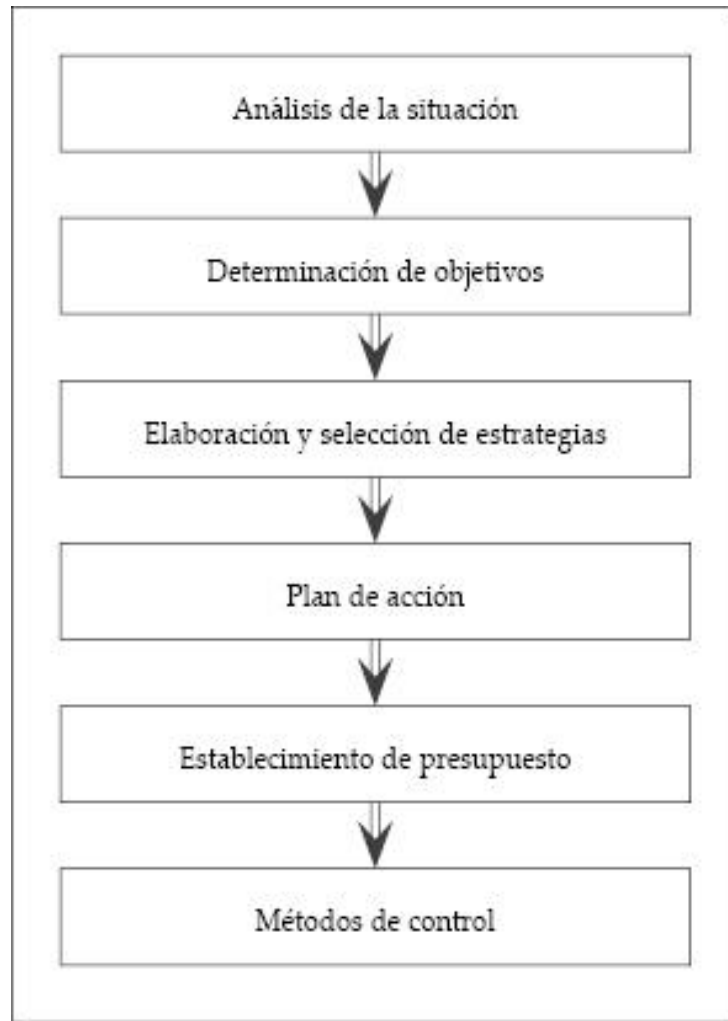 Análisis de la situación
Determinación de objetivos
Elaboración y selección de estrategias
Plan de acción
Establecimiento de presupuesto
Métodos de control